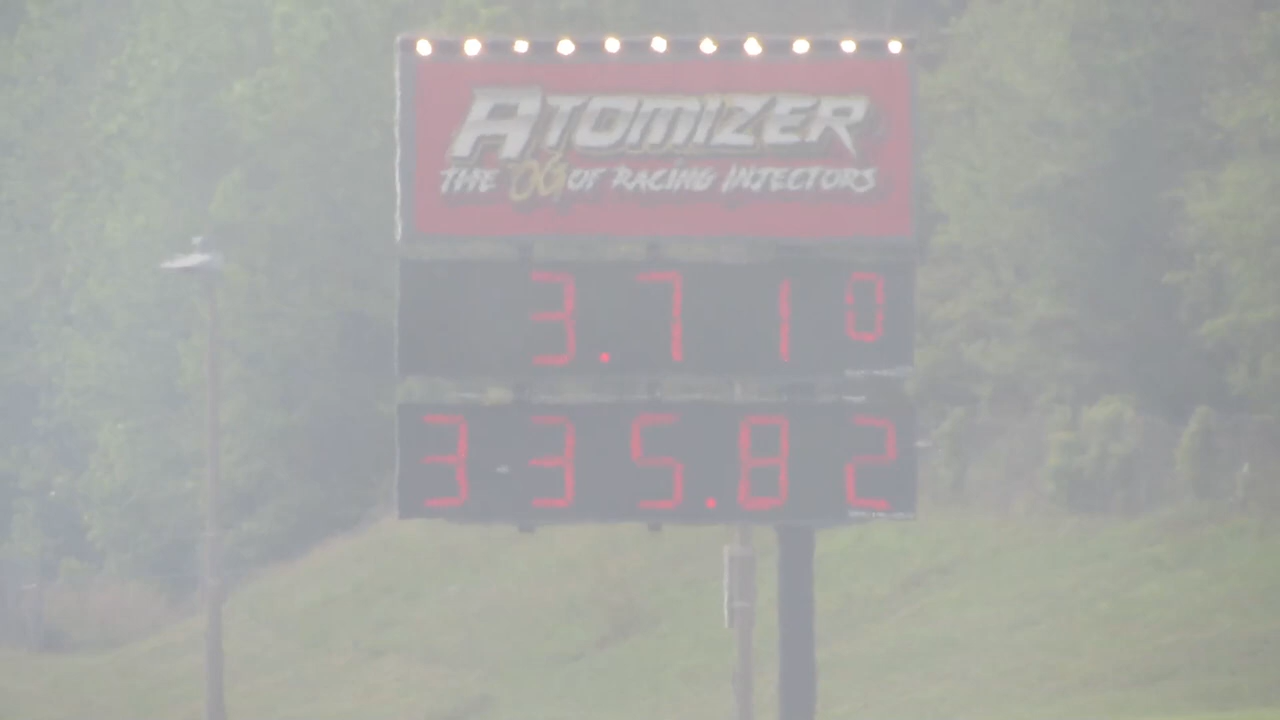 ATOMIZER
THE OG OF RACING INJECTORS
3.710
335.82